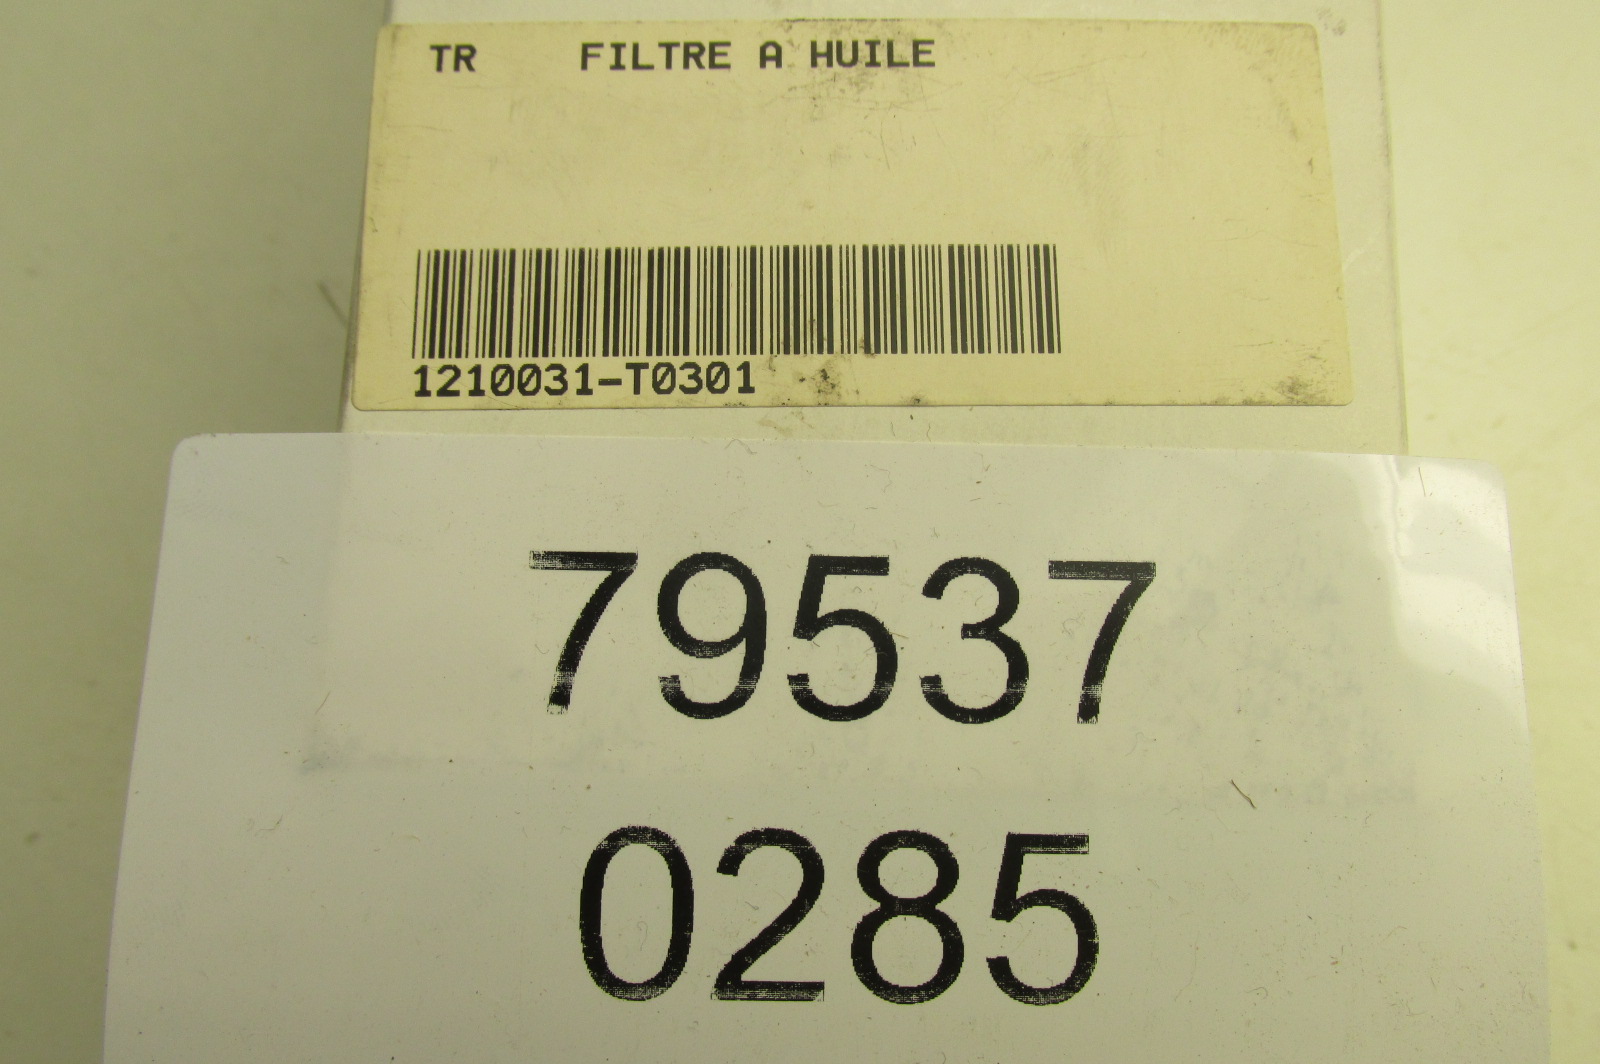 TR FILTRE A HUILE
1210031-T0301
79537
0285